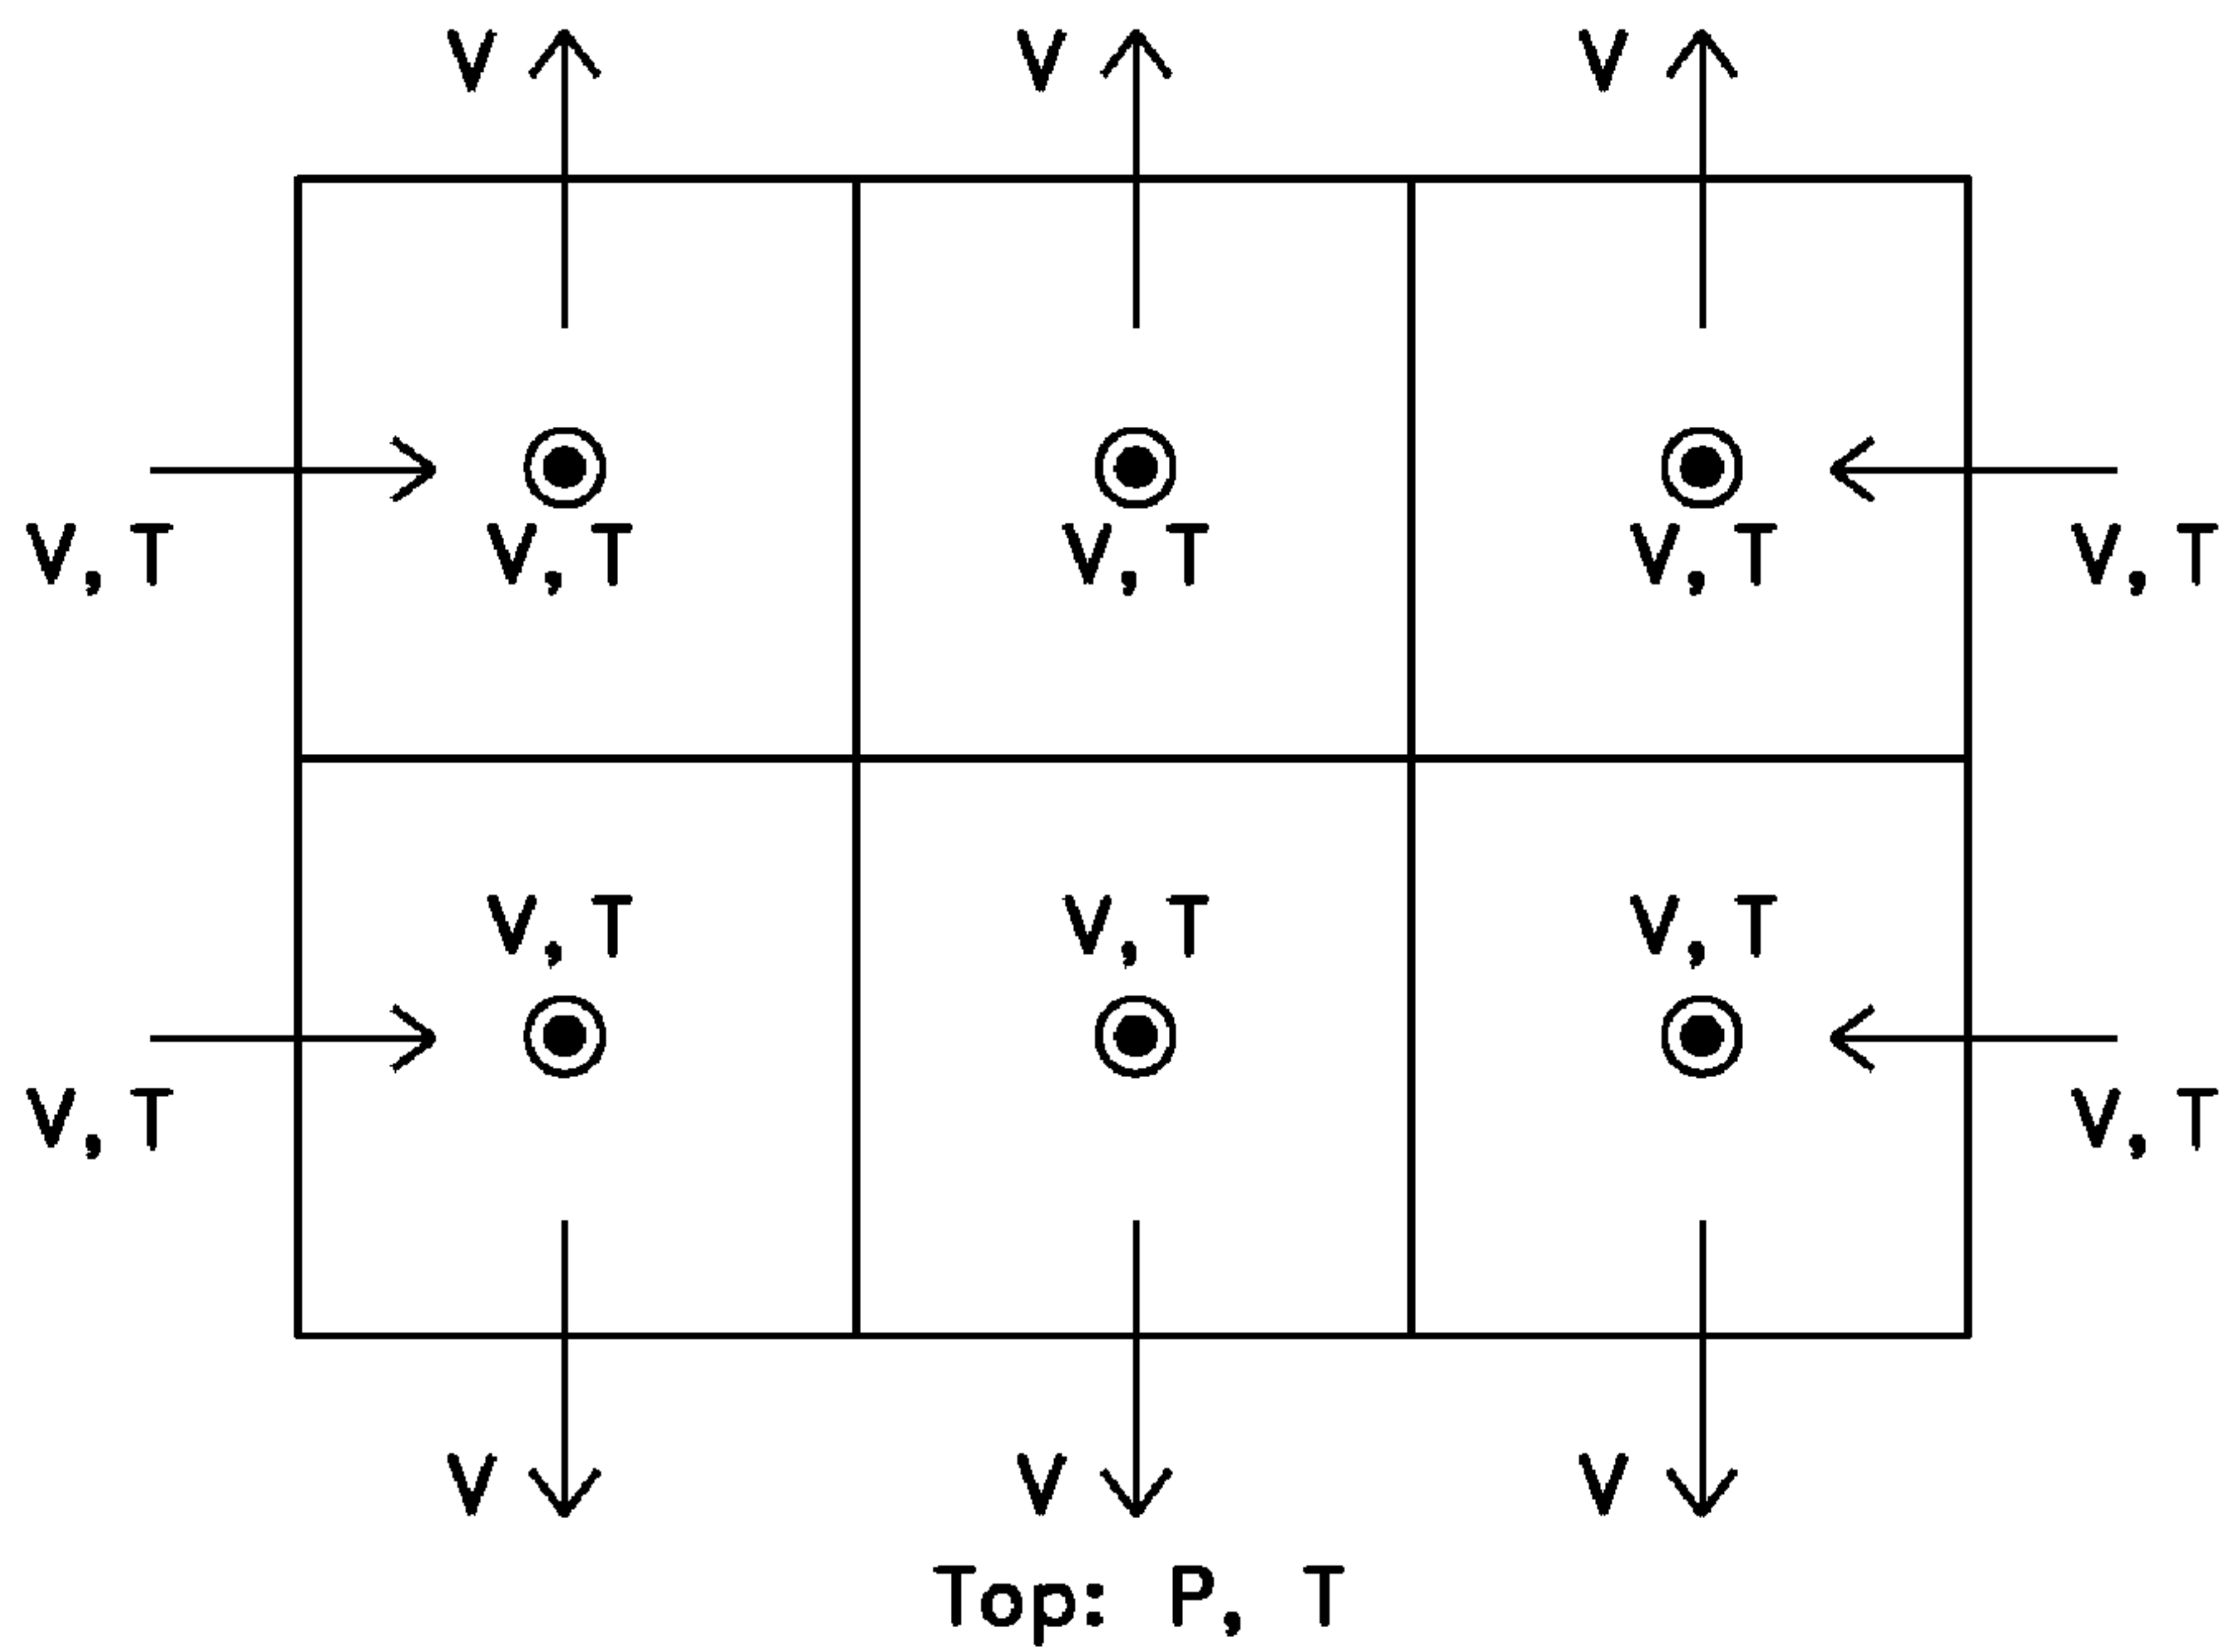 V V V
V, T V, T V, T V, T V, T
V, T V, T V, T
V, T V, T
V V V
Top: P, T